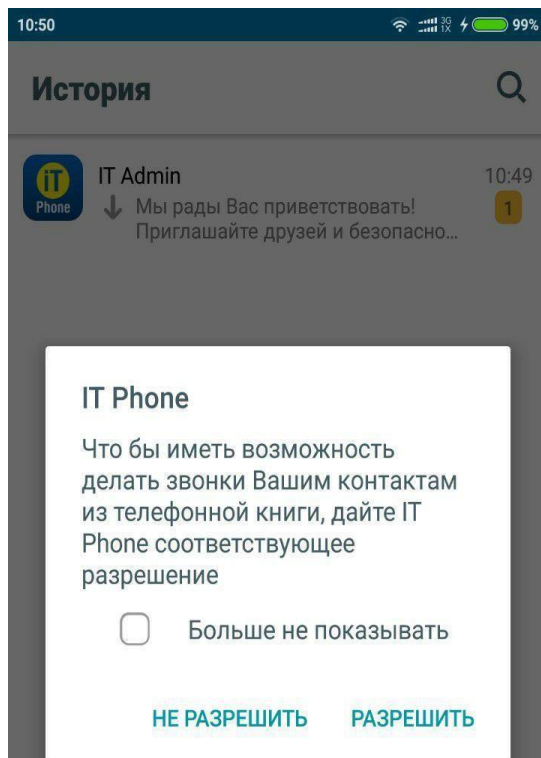 10:50
3G
1X
99%
История
IT Admin
10:49
iT
Phone
Мы рады Вас приветствовать!
1
Приглашайте друзей и безопасно...
IT Phone
Что бы иметь возможность
делать звонки Вашим контактам
из телефонной книги, дайте IT
Phone соответствующее
разрешение
Больше не показывать
НЕ РАЗРЕШИТЬ РАЗРЕШИТЬ